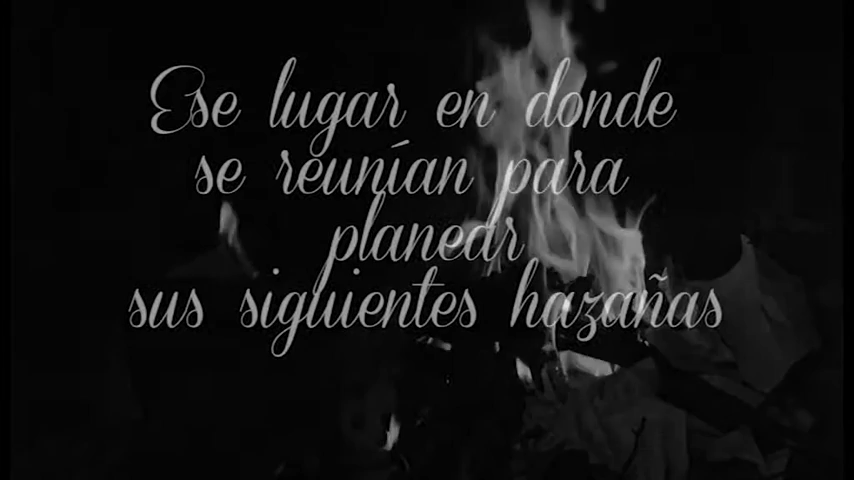 Ese lugar en donde
se reunían para
planear
sus siguientes hazañas